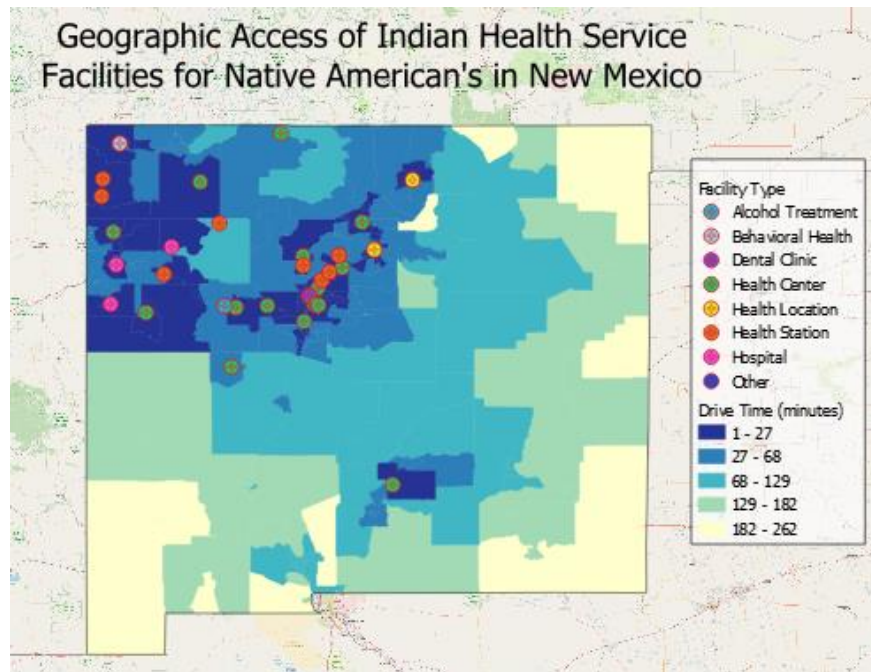 Geographic Access of Indian Health Service
Facilities for Native American's in New Mexico
Facility Type
Alcohol Treatment
Behavioral Health
Dental Clinic
Health Center
Health Location
Health Station
Hospital
Other
Drive Time (minutes)
1 - 27
27 - 68
68 - 129
129 - 182
182 - 262